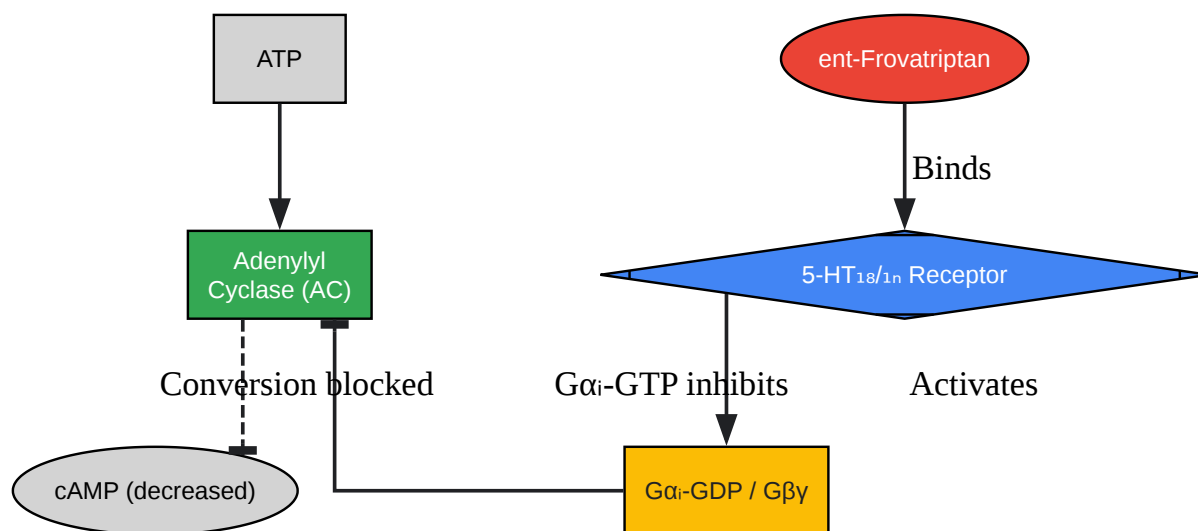 ATP
ent-Frovatriptan
Binds
Adenylyl
Cyclase (AC)
5-HT₁₈/₁ₙ Receptor
Conversion blocked
Gαᵢ-GTP inhibits
Activates
cAMP (decreased)
Gαᵢ-GDP / Gβγ